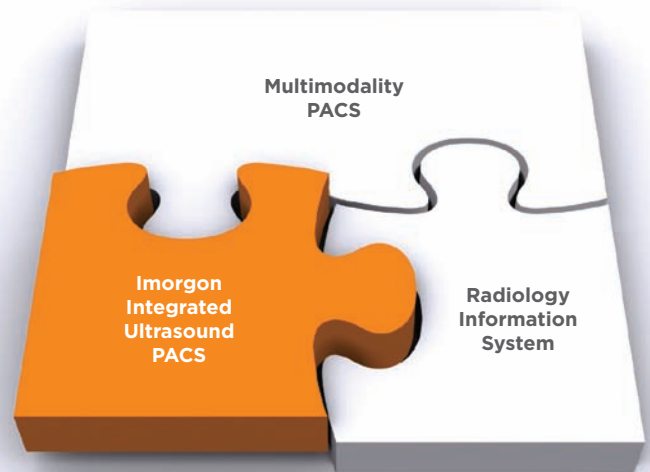 Multimodality
PACS
Imorgon
Integrated
Ultrasound
PACS
Radiology
Information
System